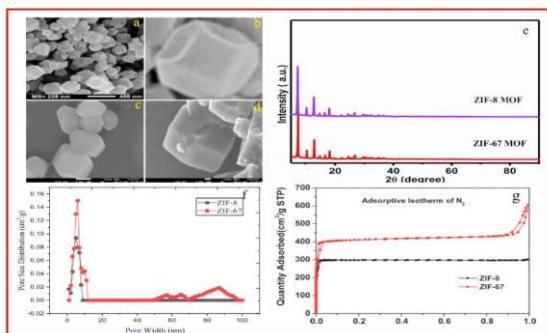 a
b
c
d
400 nm
e
Intensity ( a.u.)
ZIF-8 MOF
ZIF-67 MOF
20 40 60 80
2θ (degree)
f
Pore Size Distribution (cm³/g)
0.16
0.14
0.12
0.10
0.08
0.06
0.04
0.02
0.00
ZIF-8
ZIF-67
0 20 40 60 80 100
Pore Width (nm)
g
Adsorptive Isotherm of N₂
Quantity Adsorbed(cm³/g STP)
700
600
500
400
300
200
100
0
ZIF-8
ZIF-67
0.0 0.2 0.4 0.6 0.8 1.0